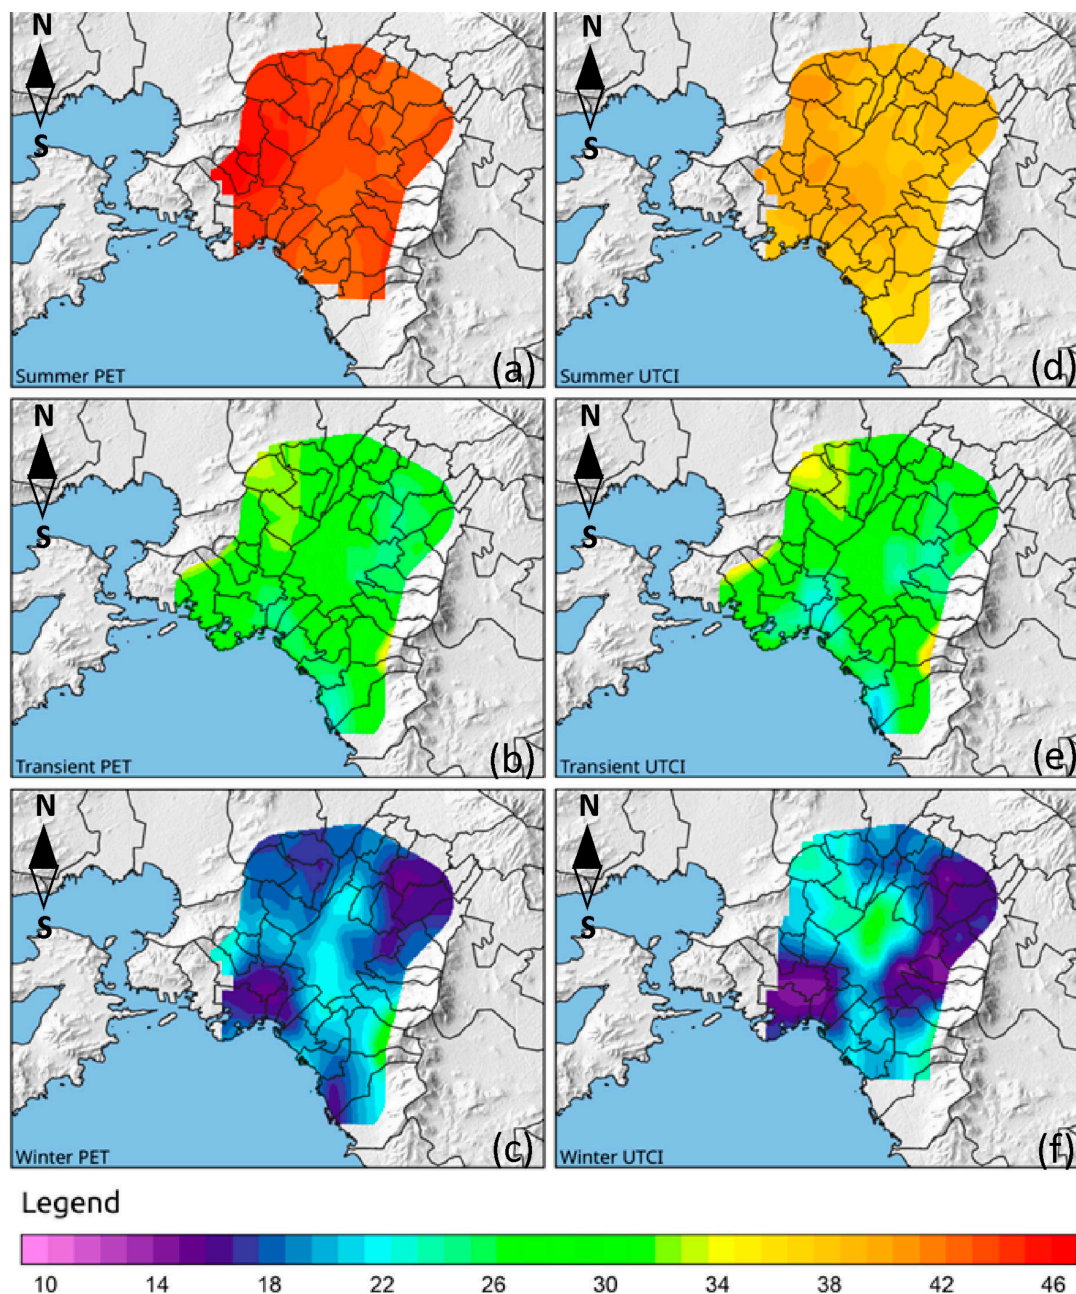 N
S
Summer PET
(a)
N
S
Summer UTCI
(d)
N
S
Transient PET
(b)
N
S
Transient UTCI
(e)
N
S
Winter PET
(c)
N
S
Winter UTCI
(f)
Legend
10 14 18 22 26 30 34 38 42 46